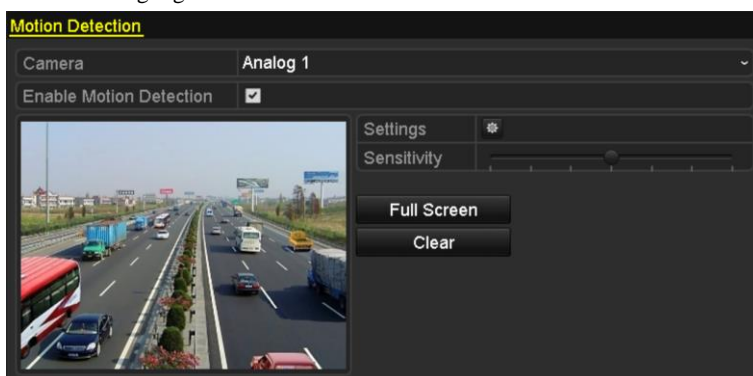 Motion Detection
Camera Analog 1
Enable Motion Detection
Settings
Sensitivity
Full Screen
Clear